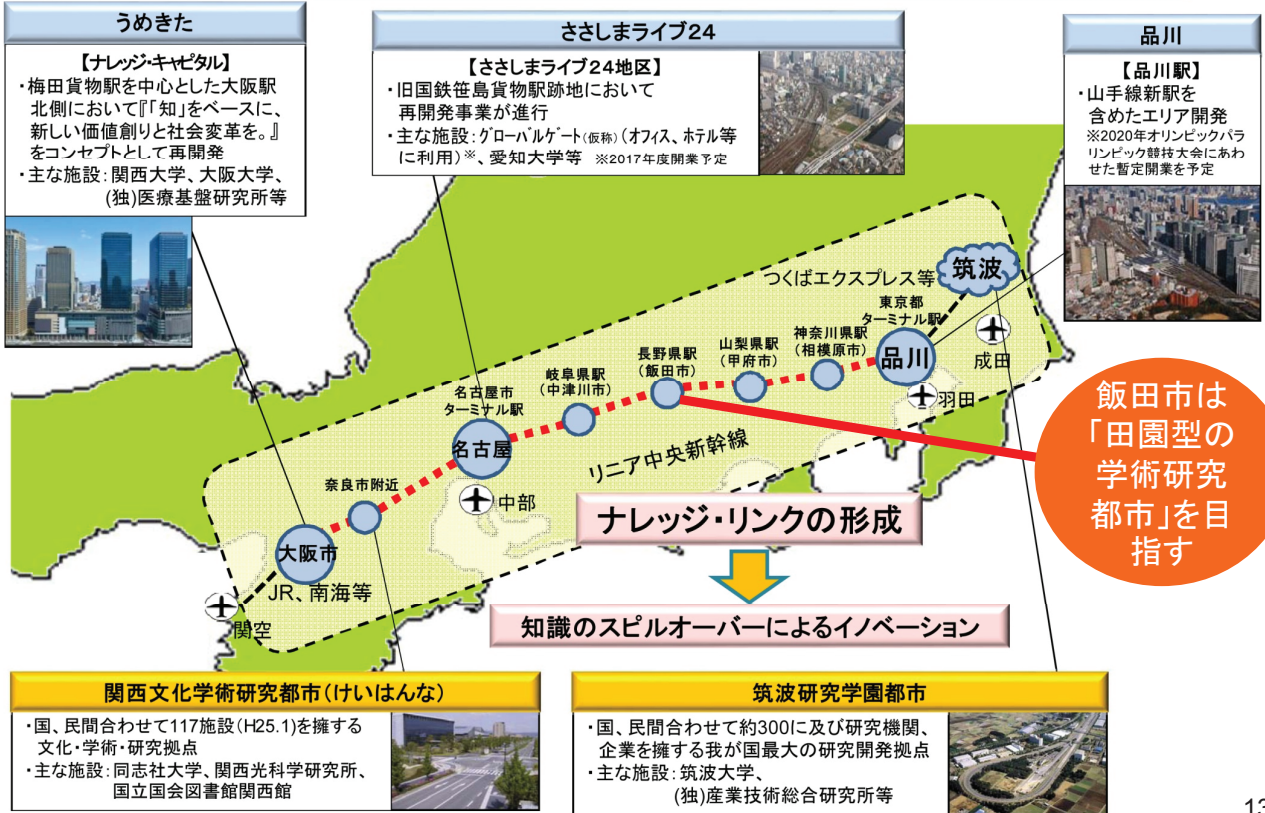 うめきた
【ナレッジ・キャピタル】
・梅田貨物駅を中心とした大阪駅
北側において『「知」をベースに、
新しい価値創りと社会変革を。』
をコンセプトとして再開発
・主な施設：関西大学、大阪大学、
(独)医療基盤研究所等
ささしまライブ24
【ささしまライブ24地区】
・旧国鉄笹島貨物駅跡地において
再開発事業が進行
・主な施設：グローバルゲート(仮称)(オフィス、ホテル等
に利用)※、愛知大学等 ※2017年度開業予定
品川
【品川駅】
・山手線新駅を
含めたエリア開発
※2020年オリンピックパラ
リンピック競技大会にあわ
せた暫定開業を予定
つくばエクスプレス等
筑波
東京都
ターミナル駅
品川
成田
羽田
神奈川県駅
(相模原市)
山梨県駅
(甲府市)
長野県駅
(飯田市)
岐阜県駅
(中津川市)
名古屋市
ターミナル駅
名古屋
中部
リニア中央新幹線
奈良市附近
大阪市
JR、南海等
関空
飯田市は
「田園型の
学術研究
都市」を目
指す
ナレッジ・リンクの形成
知識のスピルオーバーによるイノベーション
関西文化学術研究都市(けいはんな)
・国、民間合わせて117施設(H25.1)を擁する
文化・学術・研究拠点
・主な施設：同志社大学、関西光科学研究所、
国立国会図書館関西館
筑波研究学園都市
・国、民間合わせて約300に及び研究機関、
企業を擁する我が国最大の研究開発拠点
・主な施設：筑波大学、
(独)産業技術総合研究所等
13